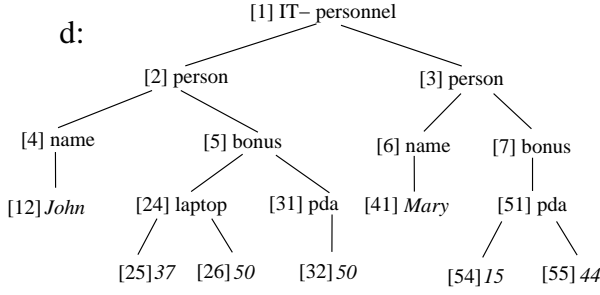 [1] IT− personnel
d:
[2] person [3] person
[4] name [5] bonus [6] name [7] bonus
[12] John [24] laptop [31] pda [41] Mary [51] pda
[25] 37 [26] 50 [32] 50 [54] 15 [55] 44